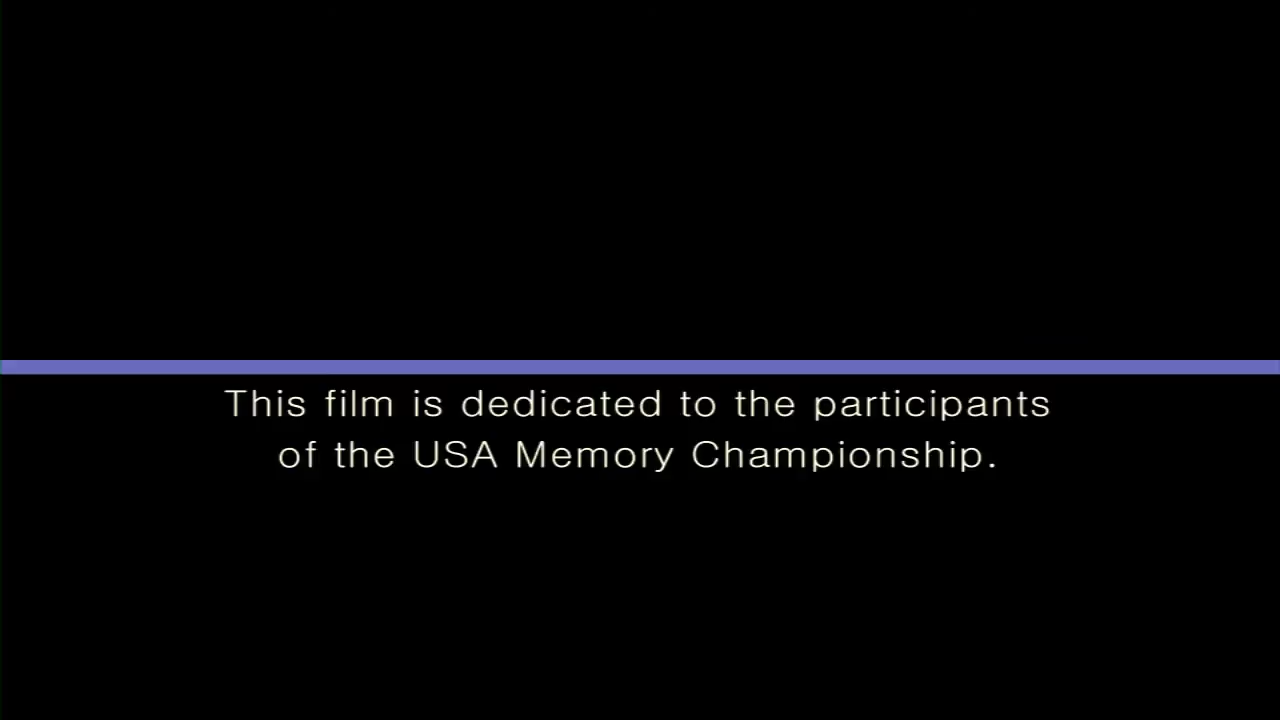 This film is dedicated to the participants
of the USA Memory Championship.